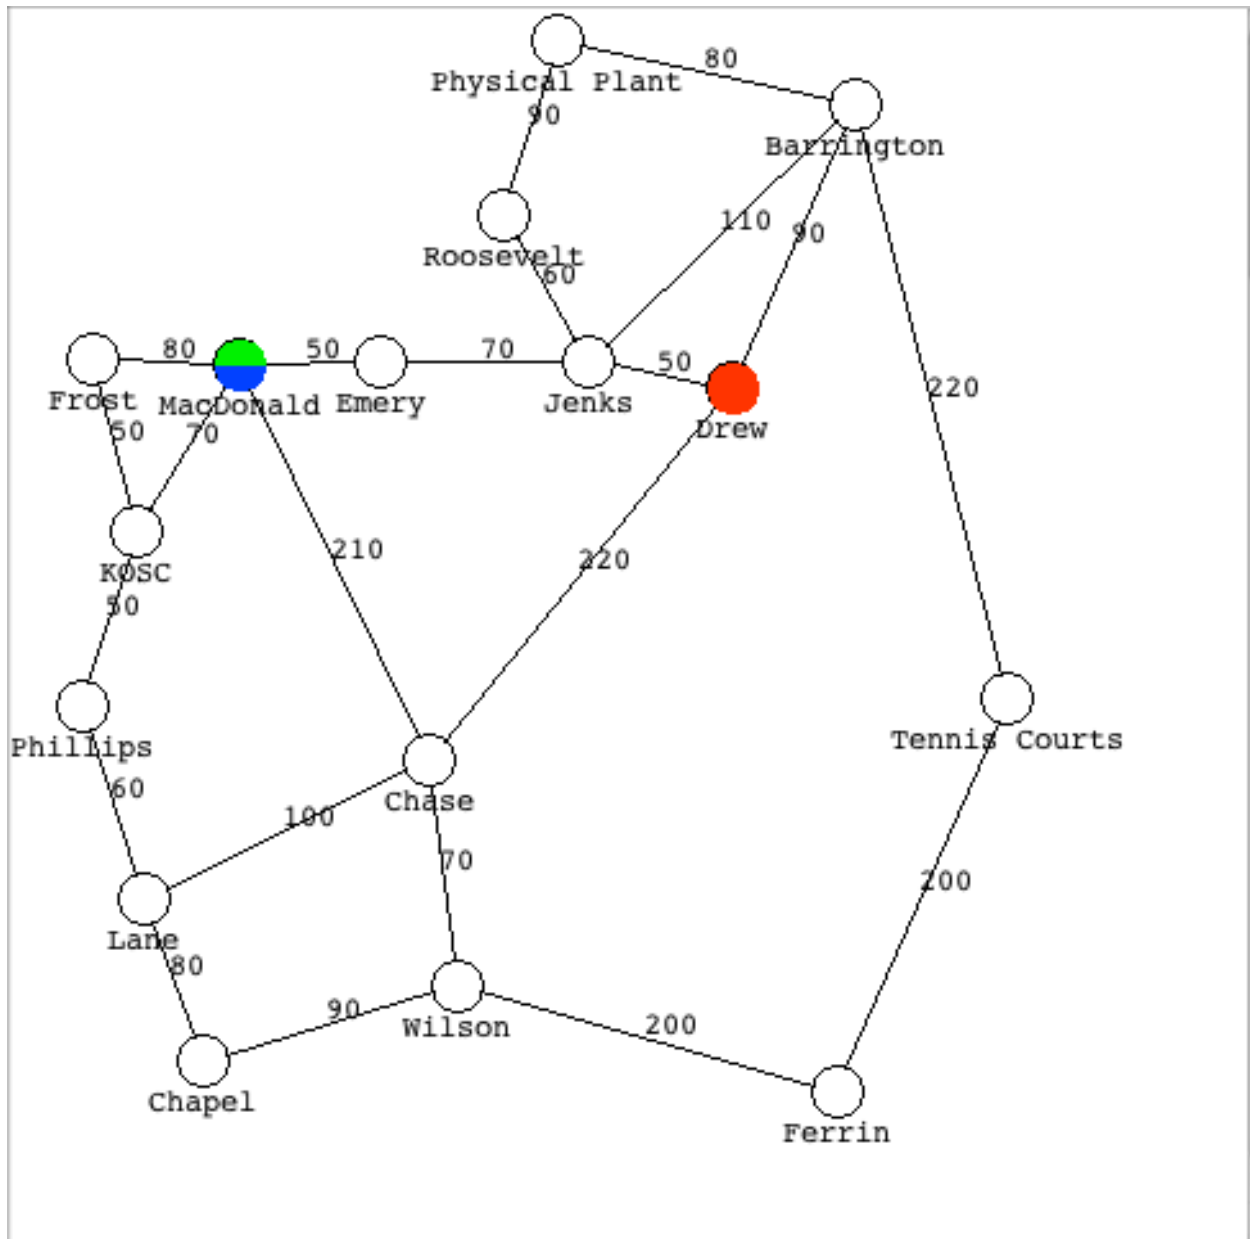 80
Physical Plant
90
Barrington
110
90
Roosevelt
60
80
50
70
50
Frost
MacDonald
Emery
Jenks
Drew
220
50
70
210
220
KOSC
50
Phillips
Tennis Courts
60
Chase
100
70
200
Lane
80
90
Wilson
200
Chapel
Ferrin